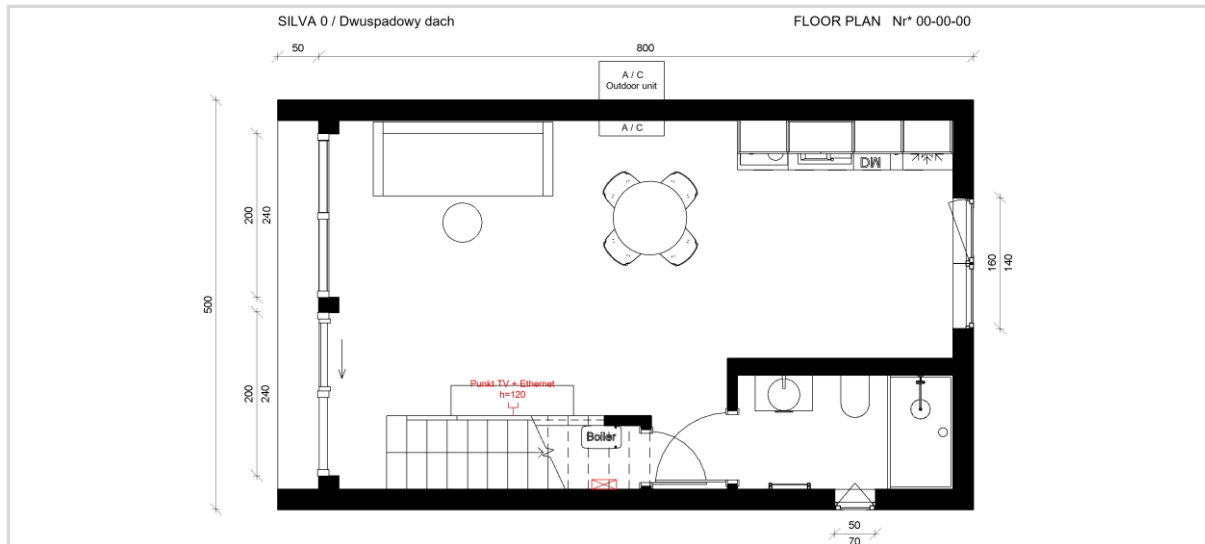 SILVA 0 / Dwuspadowy dach
FLOOR PLAN Nr* 00-00-00
50
800
A / C
Outdoor unit
A / C
DW
200
240
500
160
140
200
240
Punkt TV + Ethernet
h=120
Boiler
50
70